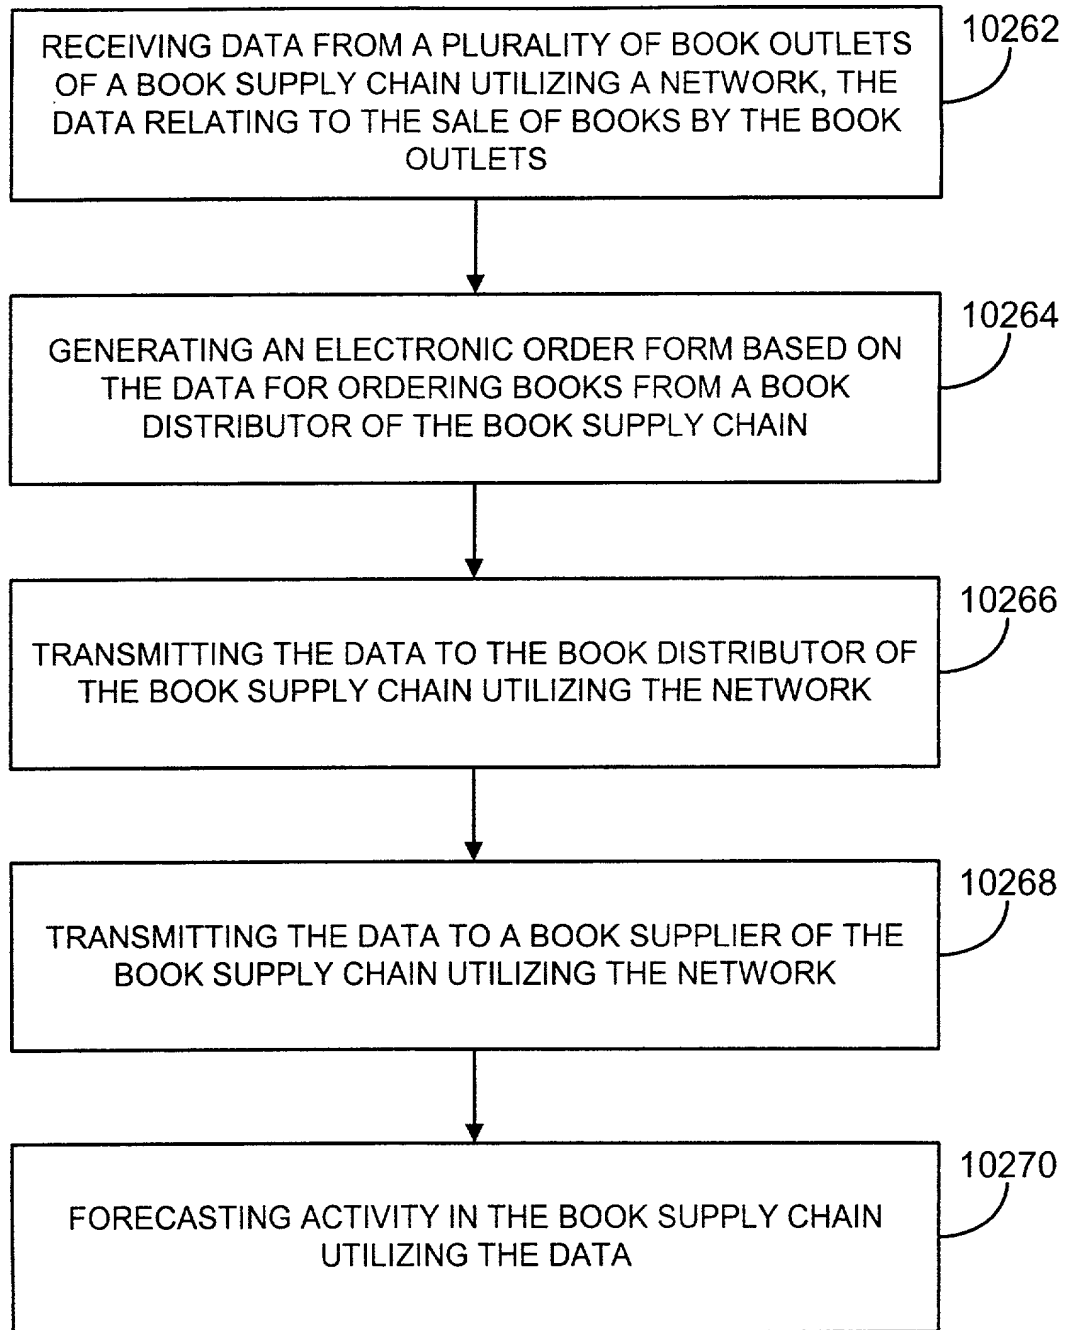 RECEIVING DATA FROM A PLURALITY OF BOOK OUTLETS
OF A BOOK SUPPLY CHAIN UTILIZING A NETWORK, THE
DATA RELATING TO THE SALE OF BOOKS BY THE BOOK
OUTLETS
10262
GENERATING AN ELECTRONIC ORDER FORM BASED ON
THE DATA FOR ORDERING BOOKS FROM A BOOK
DISTRIBUTOR OF THE BOOK SUPPLY CHAIN
10264
TRANSMITTING THE DATA TO THE BOOK DISTRIBUTOR OF
THE BOOK SUPPLY CHAIN UTILIZING THE NETWORK
10266
TRANSMITTING THE DATA TO A BOOK SUPPLIER OF THE
BOOK SUPPLY CHAIN UTILIZING THE NETWORK
10268
FORECASTING ACTIVITY IN THE BOOK SUPPLY CHAIN
UTILIZING THE DATA
10270